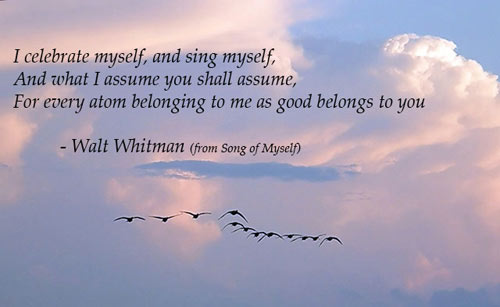 I celebrate myself, and sing myself,
And what I assume you shall assume,
For every atom belonging to me as good belongs to you
- Walt Whitman (from Song of Myself)